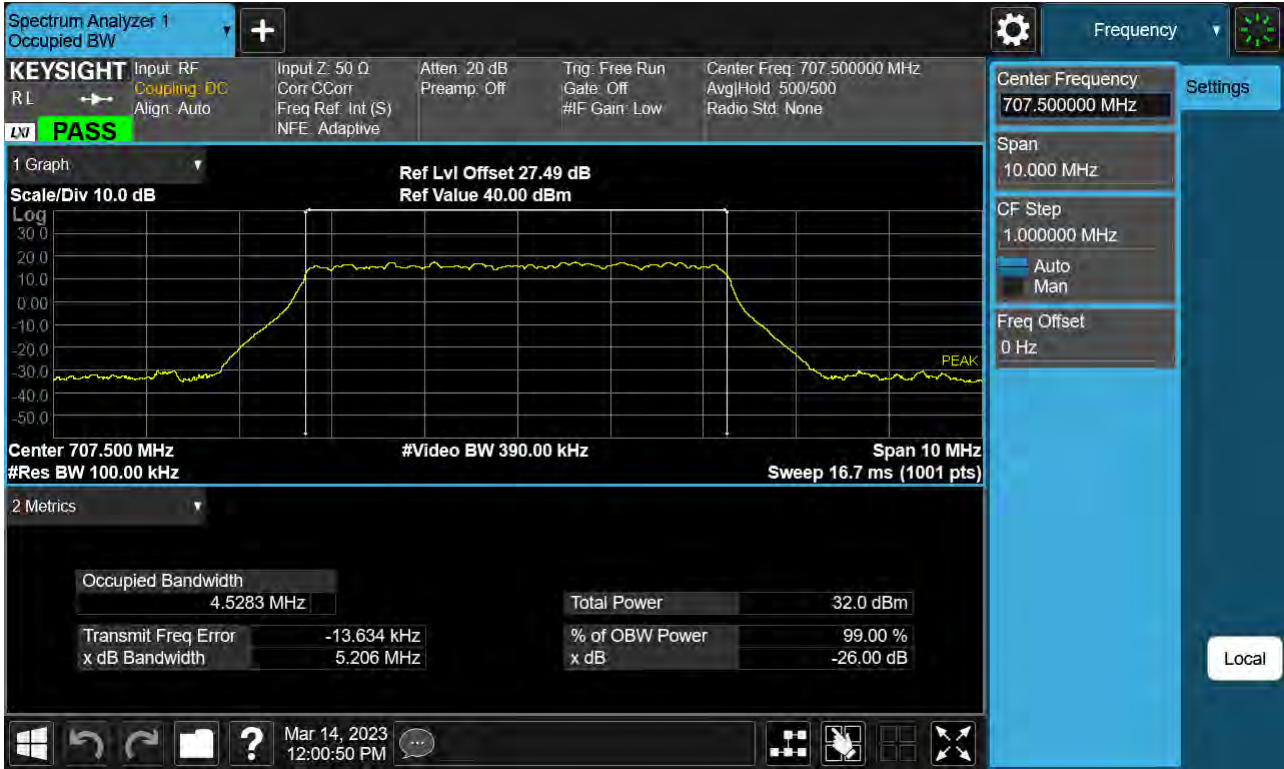 Spectrum Analyzer 1
Occupied BW
Frequency
KEYSIGHT
R L
LXI PASS
Input: RF
Coupling: DC
Align: Auto
Input Z: 50 Ω
Corr CCorr
Freq Ref: Int (S)
NFE: Adaptive
Atten: 20 dB
Preamp: Off
Trig: Free Run
Gate: Off
#IF Gain: Low
Center Freq: 707.500000 MHz
Avg|Hold: 500/500
Radio Std: None
1 Graph
Scale/Div 10.0 dB
Ref Lvl Offset 27.49 dB
Ref Value 40.00 dBm
Log
30.0
20.0
10.0
0.00
-10.0
-20.0
-30.0
-40.0
-50.0
PEAK
Center 707.500 MHz
#Video BW 390.00 kHz
Span 10 MHz
#Res BW 100.00 kHz
Sweep 16.7 ms (1001 pts)
2 Metrics
Occupied Bandwidth
4.5283 MHz
Total Power 32.0 dBm
Transmit Freq Error -13.634 kHz
% of OBW Power 99.00 %
x dB Bandwidth 5.206 MHz
x dB -26.00 dB
Mar 14, 2023
12:00:50 PM
?
Center Frequency
707.500000 MHz
Span
10.000 MHz
CF Step
1.000000 MHz
Auto
Man
Freq Offset
0 Hz
Settings
Local